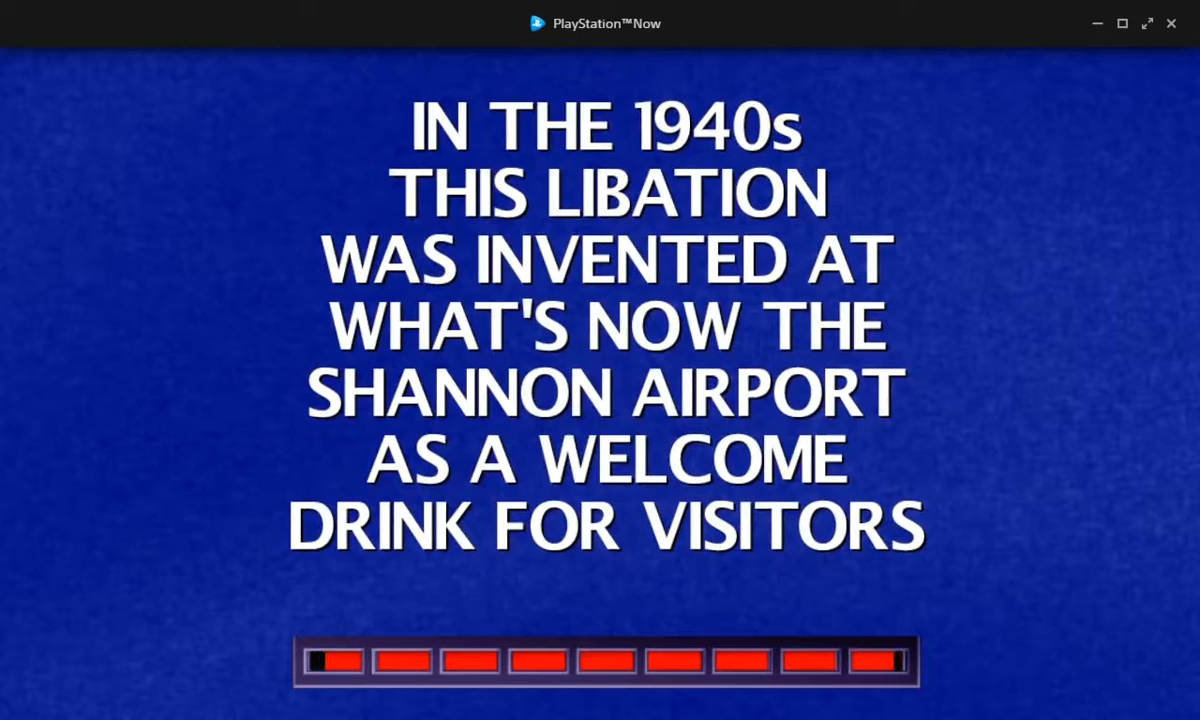 PlayStation™Now
IN THE 1940s
THIS LIBATION
WAS INVENTED AT
WHAT'S NOW THE
SHANNON AIRPORT
AS A WELCOME
DRINK FOR VISITORS